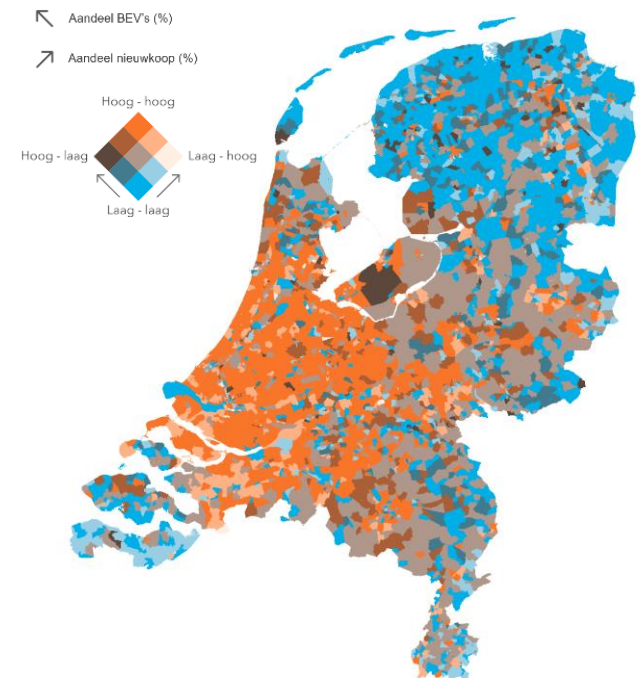 Aandeel BEV's (%)
Aandeel nieuwkoop (%)
Hoog - hoog
Hoog - laag
Laag - hoog
Laag - laag